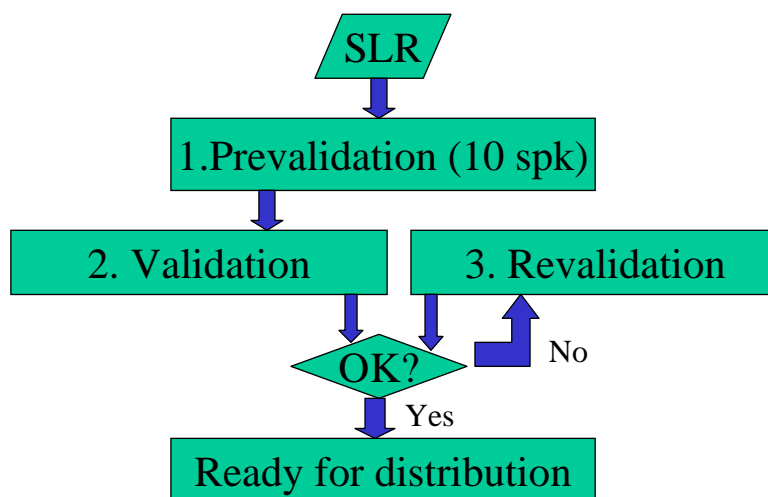 SLR
1.Prevalidation (10 spk)
2. Validation
3. Revalidation
OK?
No
Yes
Ready for distribution